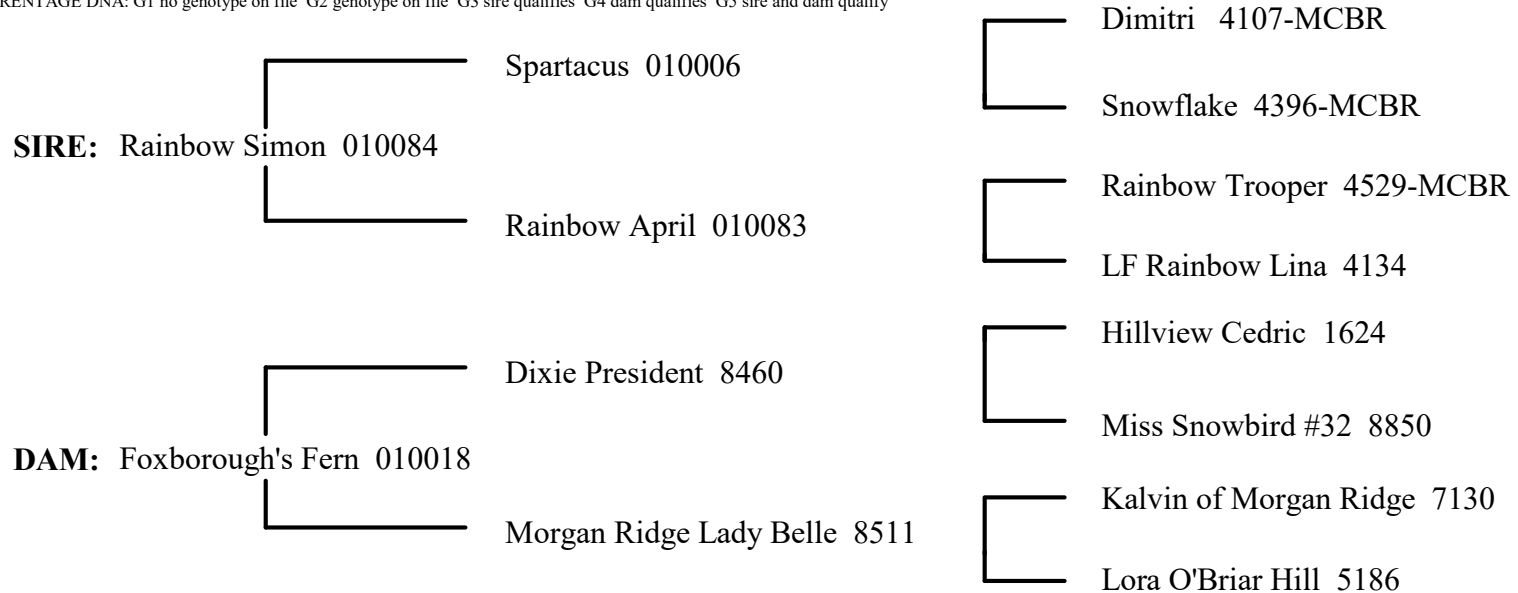 RENTAGE DNA: G1 no genotype on file G2 genotype on file G3 sire qualifies G4 dam qualifies G5 sire and dam qualify
Dimitri 4107-MCBR
Spartacus 010006
Snowflake 4396-MCBR
SIRE: Rainbow Simon 010084
Rainbow Trooper 4529-MCBR
Rainbow April 010083
LF Rainbow Lina 4134
Hillview Cedric 1624
Dixie President 8460
Miss Snowbird #32 8850
DAM: Foxborough's Fern 010018
Kalvin of Morgan Ridge 7130
Morgan Ridge Lady Belle 8511
Lora O'Briar Hill 5186